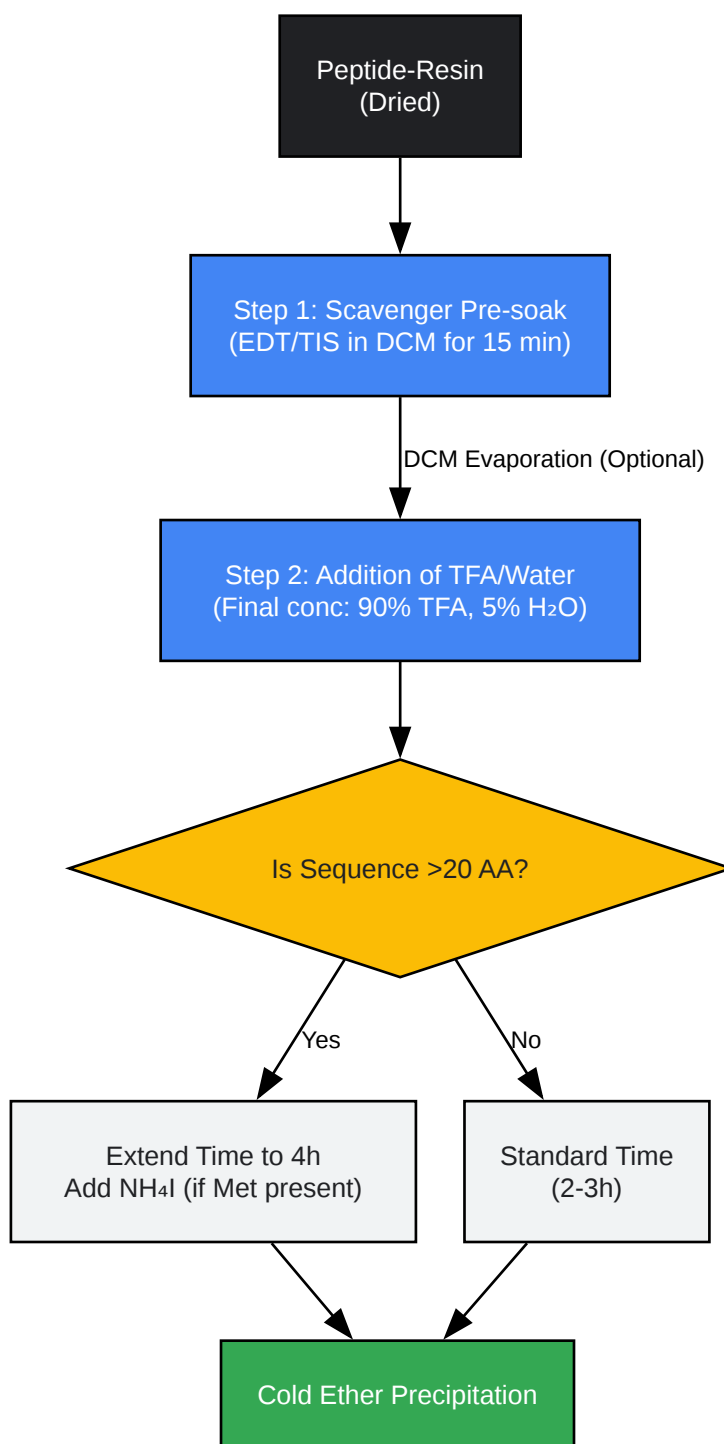 Peptide-Resin
(Dried)
Step 1: Scavenger Pre-soak
(EDT/TIS in DCM for 15 min)
DCM Evaporation (Optional)
Step 2: Addition of TFA/Water
(Final conc: 90% TFA, 5% H₂O)
Is Sequence >20 AA?
Yes
No
Extend Time to 4h
Add NH₄I (if Met present)
Standard Time
(2-3h)
Cold Ether Precipitation